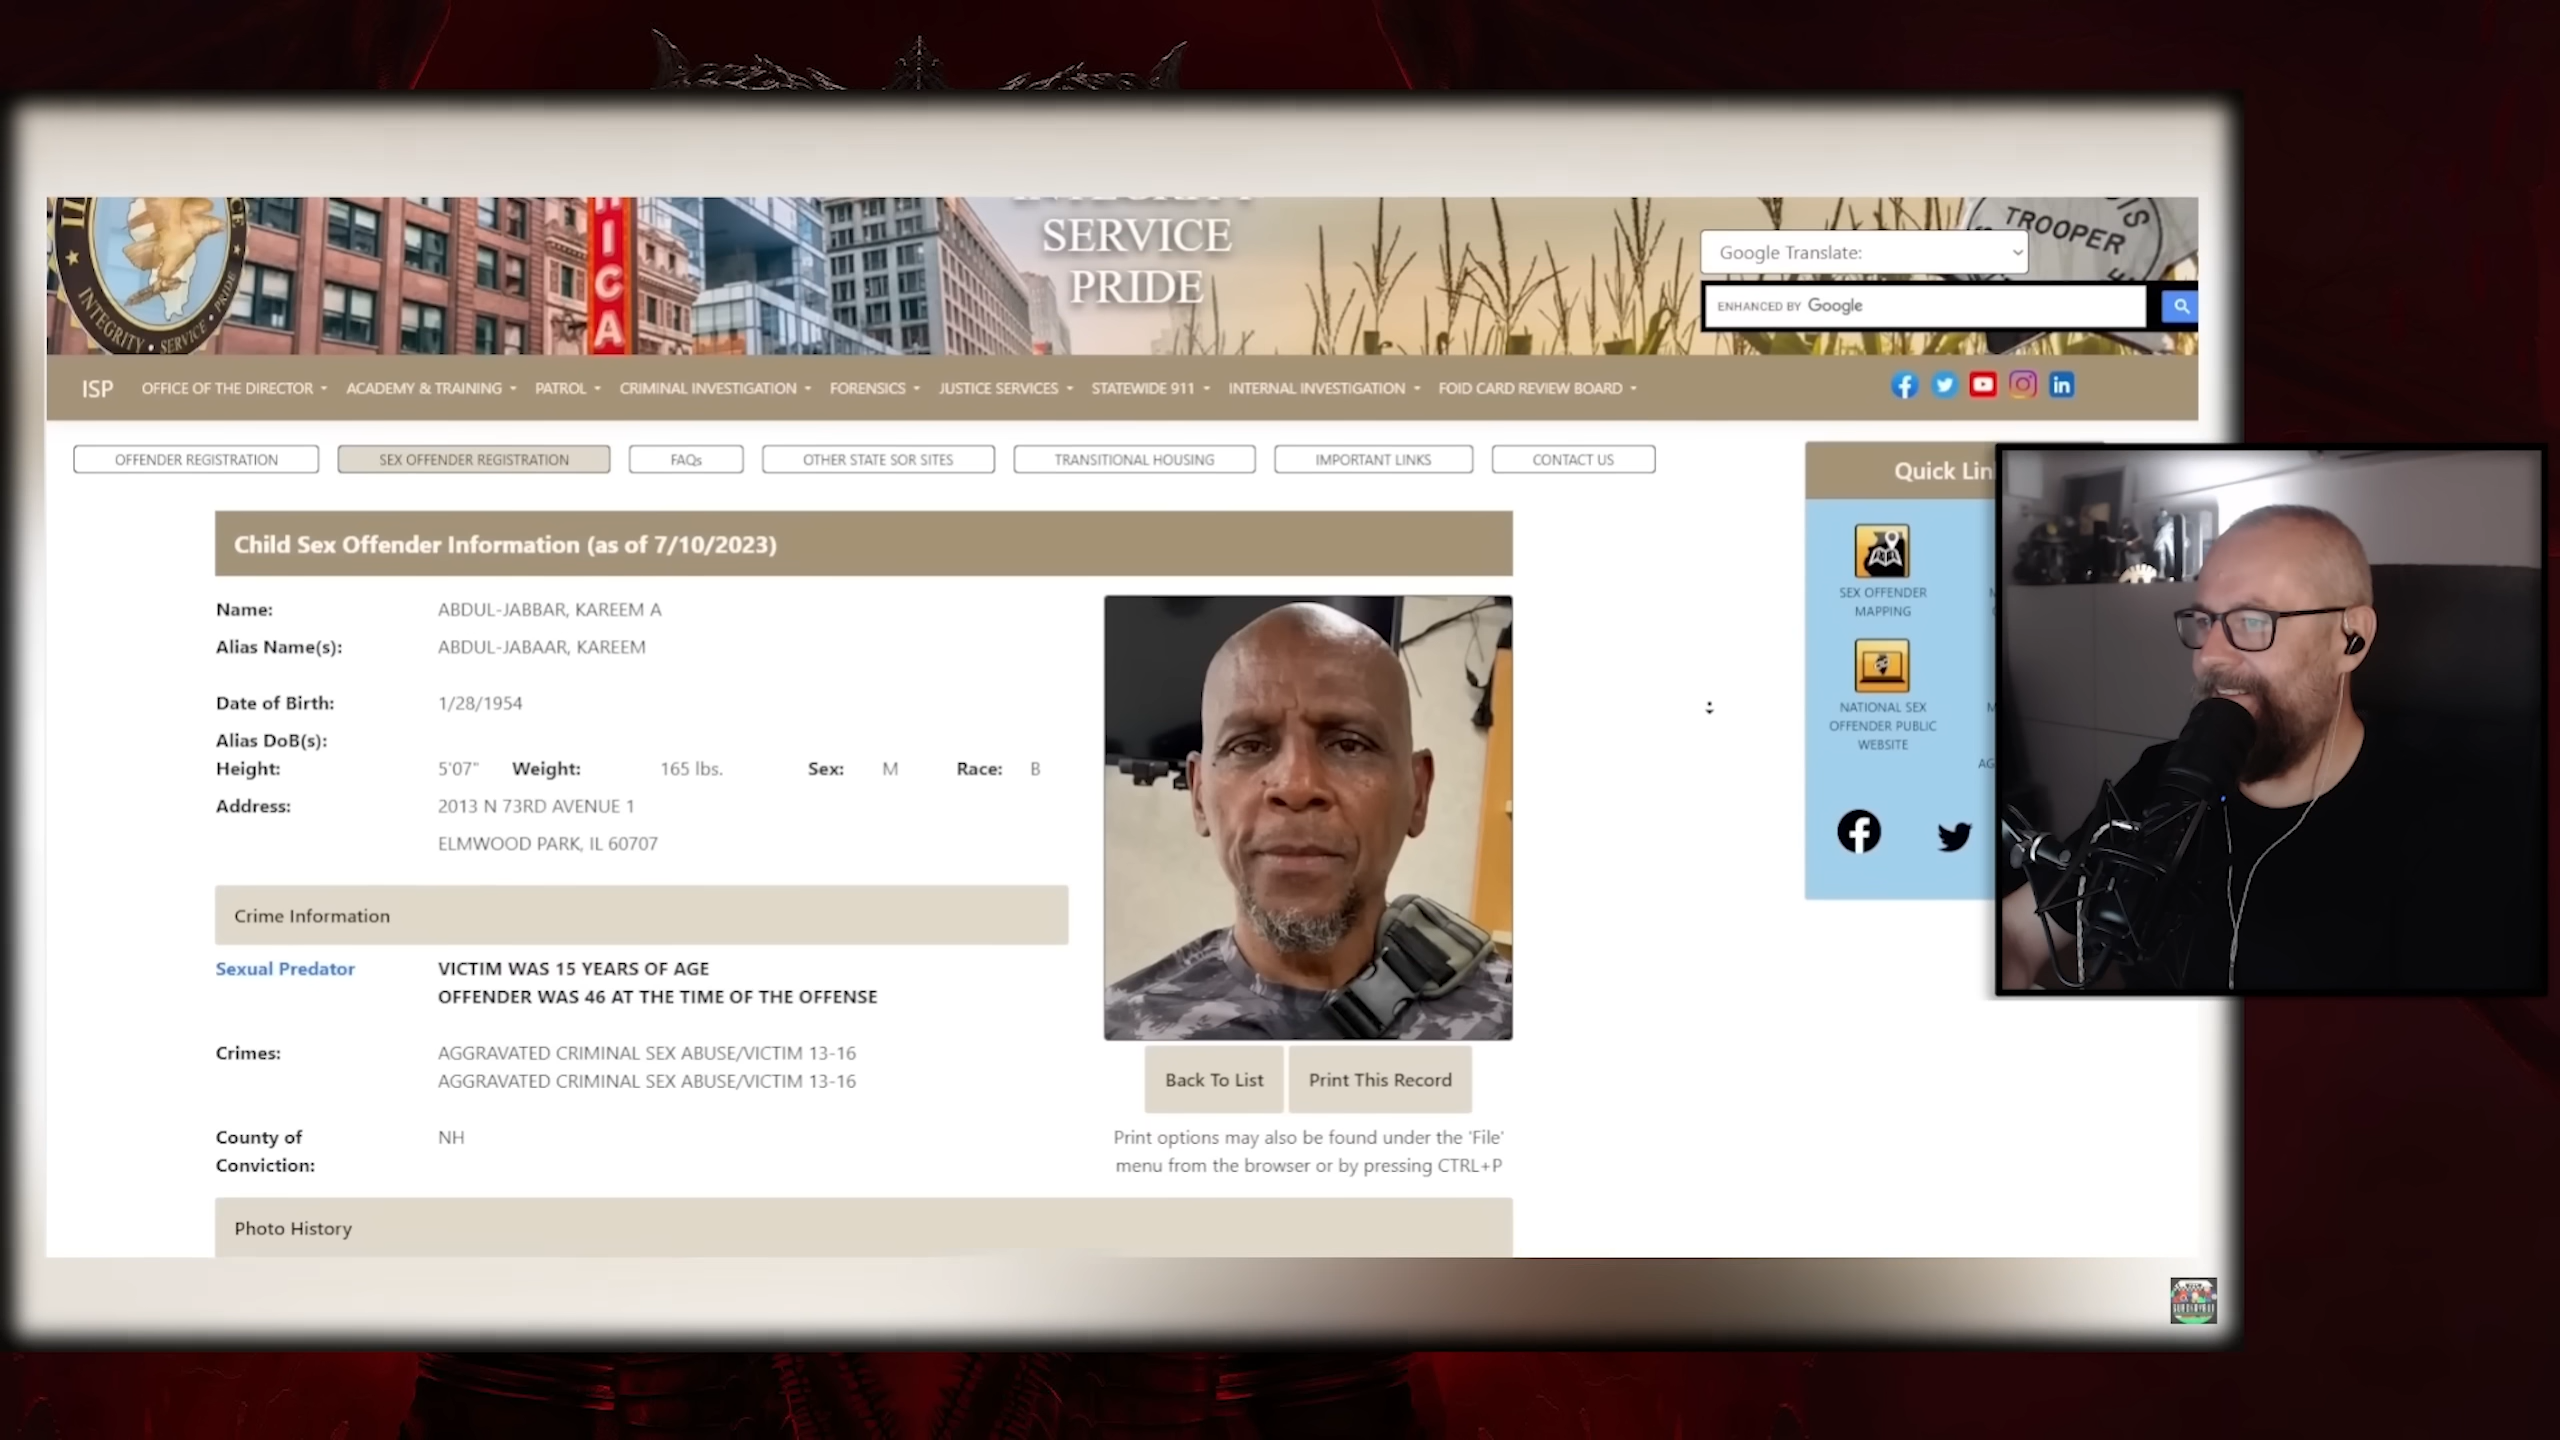 SERVICE
PRIDE
INTEGRITY • SERVICE • PRIDE
ICA
TROOPER
Google Translate:
ENHANCED BY Google
ISP OFFICE OF THE DIRECTOR ACADEMY & TRAINING PATROL CRIMINAL INVESTIGATION FORENSICS JUSTICE SERVICES STATEWIDE 911 INTERNAL INVESTIGATION FOID CARD REVIEW BOARD
OFFENDER REGISTRATION SEX OFFENDER REGISTRATION FAQs OTHER STATE SOR SITES TRANSITIONAL HOUSING IMPORTANT LINKS CONTACT US
Quick Lin
Child Sex Offender Information (as of 7/10/2023)
Name: ABDUL-JABBAR, KAREEM A
Alias Name(s): ABDUL-JABAAR, KAREEM
Date of Birth: 1/28/1954
Alias DoB(s):
Height: 5'07" Weight: 165 lbs. Sex: M Race: B
Address: 2013 N 73RD AVENUE 1
ELMWOOD PARK, IL 60707
Crime Information
Sexual Predator VICTIM WAS 15 YEARS OF AGE
OFFENDER WAS 46 AT THE TIME OF THE OFFENSE
Crimes: AGGRAVATED CRIMINAL SEX ABUSE/VICTIM 13-16
AGGRAVATED CRIMINAL SEX ABUSE/VICTIM 13-16
County of NH
Conviction:
Back To List Print This Record
Print options may also be found under the 'File'
menu from the browser or by pressing CTRL+P
Photo History
SEX OFFENDER
MAPPING
NATIONAL SEX
OFFENDER PUBLIC
WEBSITE
AG